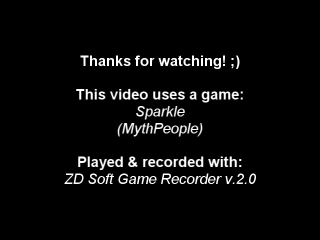 Thanks for watching! ;)
This video uses a game:
Sparkle
(MythPeople)
Played & recorded with:
ZD Soft Game Recorder v.2.0